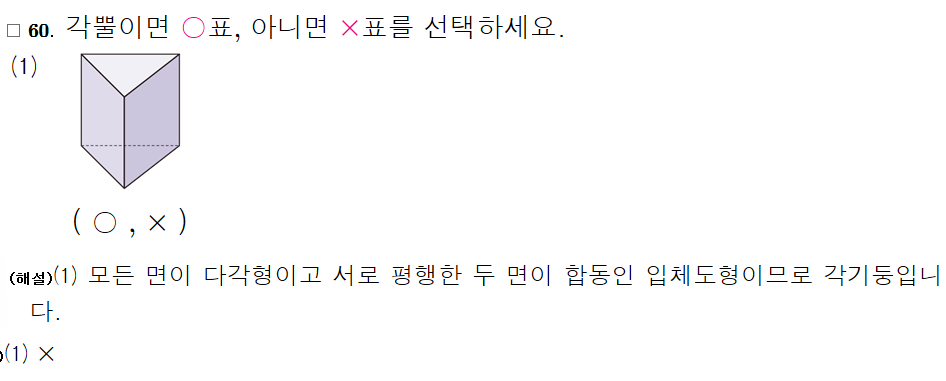 □ 60. 각뿔이면 ○표, 아니면 ×표를 선택하세요.
(1)
( ○ , × )
(해설)(1) 모든 면이 다각형이고 서로 평행한 두 면이 합동인 입체도형이므로 각기둥입니
다.
(1) ×